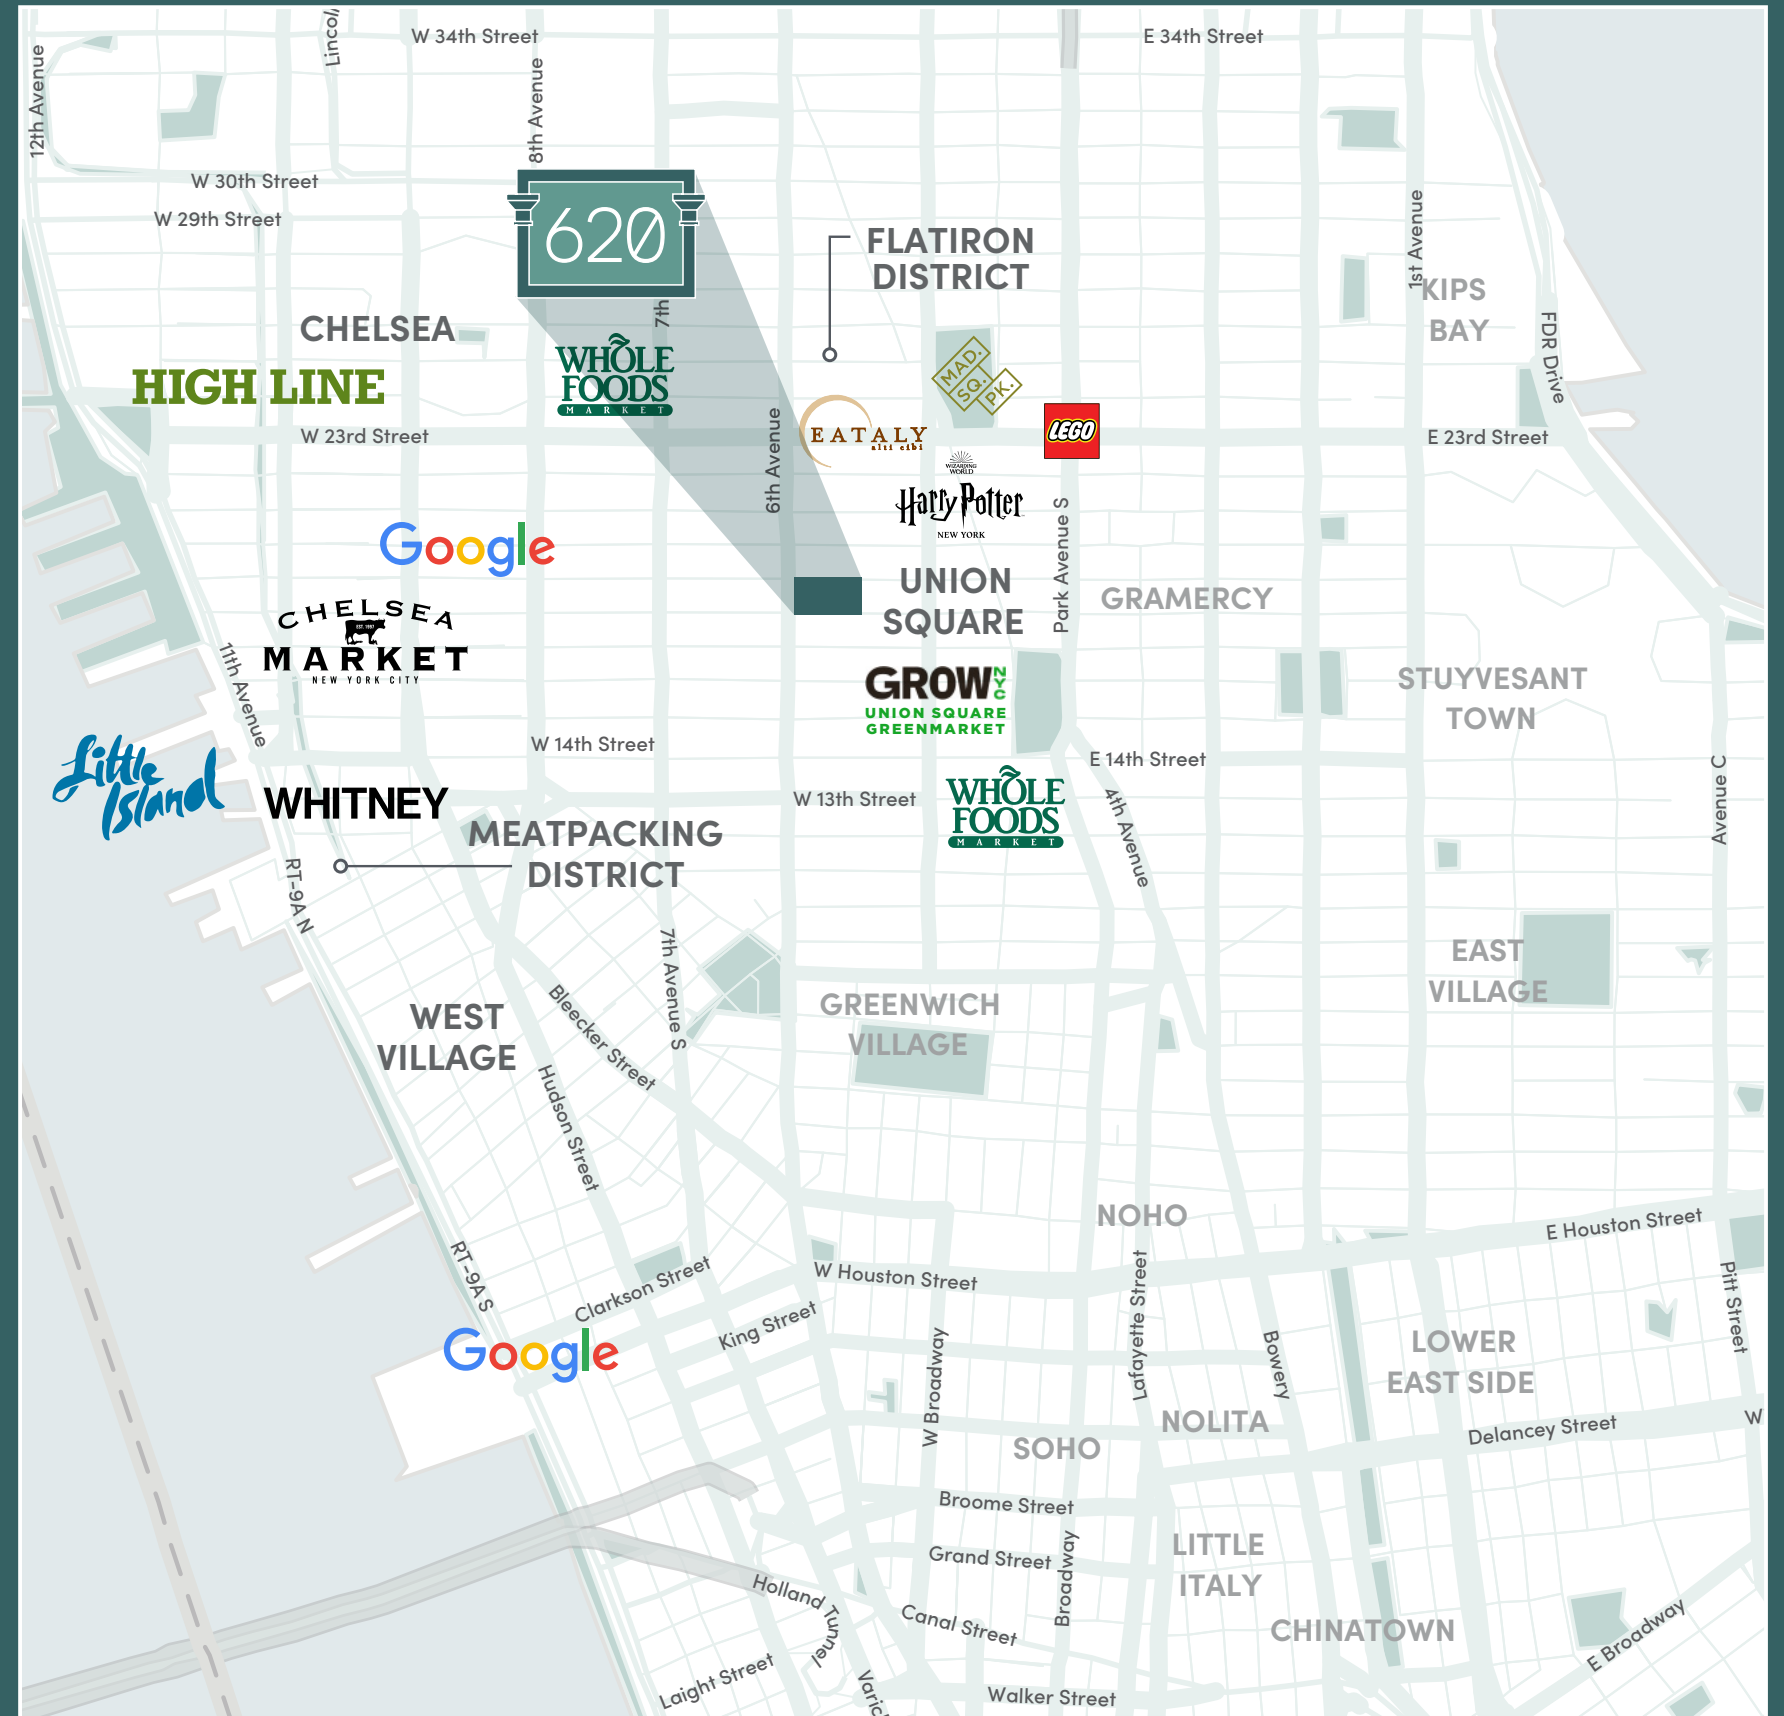 W 34th Street
E 34th Street
12th Avenue
8th Avenue
W 30th Street
W 29th Street
620
FLATIRON
DISTRICT
1st Avenue
KIPS
BAY
FDR Drive
7th
CHELSEA
HIGH LINE
WHOLE
FOODS
MARKET
MAD.
SQ.
PK.
6th Avenue
EATALY
alti cibi
LEGO
W 23rd Street
E 23rd Street
WIZARDING
WORLD
Harry Potter
NEW YORK
Park Avenue S
Google
UNION
SQUARE
GRAMERCY
CHELSEA
EST. 1997
MARKET
NEW YORK CITY
11th Avenue
GROWNYC
UNION SQUARE
GREENMARKET
STUYVESANT
TOWN
W 14th Street
E 14th Street
Little
Island
WHITNEY
W 13th Street
WHOLE
FOODS
MARKET
4th Avenue
Avenue C
MEATPACKING
DISTRICT
RT-9A N
7th Avenue S
EAST
VILLAGE
WEST
VILLAGE
Bleecker Street
GREENWICH
VILLAGE
Hudson Street
NOHO
E Houston Street
RT-9A S
Clarkson Street
W Houston Street
Lafayette Street
Pitt Street
Google
King Street
W Broadway
Bowery
LOWER
EAST SIDE
NOLITA
Delancey Street
W
SOHO
Broome Street
Grand Street
Broadway
LITTLE
ITALY
Holland Tunnel
Canal Street
CHINATOWN
E Broadway
Laight Street
Walker Street